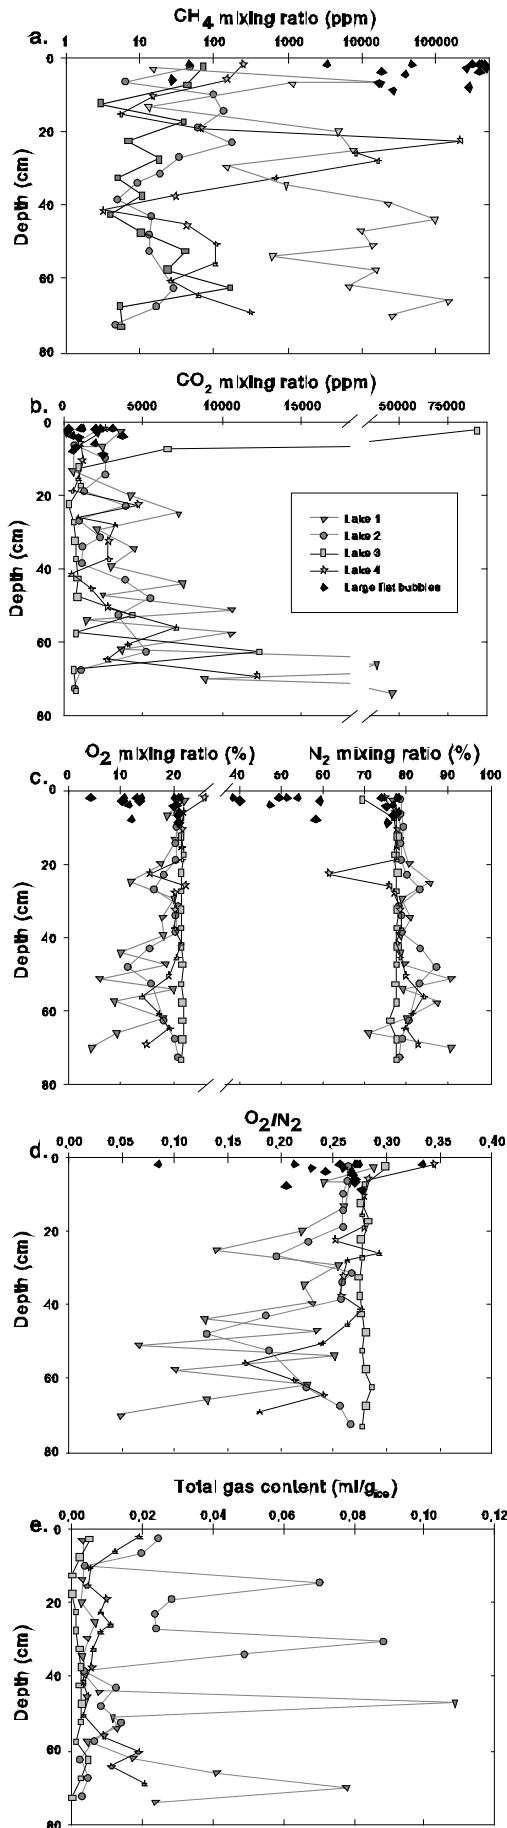 CH4 mixing ratio (ppm)
a.
1 10 100 1000 10000 100000
0
20
40
60
80
Depth (cm)
CO2 mixing ratio (ppm)
b.
0 5000 10000 15000 50000 75000
0
20
40
60
80
Depth (cm)
Lake 1
Lake 2
Lake 3
Lake 4
Large flat bubbles
O2 mixing ratio (%) N2 mixing ratio (%)
c.
0 10 20 40 50 60 70 80 90 100
0
20
40
60
80
Depth (cm)
O2/N2
d.
0,00 0,05 0,15 0,20 0,25 0,30 0,35 0,40
0
20
40
60
80
Depth (cm)
Total gas content (ml/gice)
e.
0,00 0,02 0,04 0,06 0,08 0,10 0,12
0
20
40
60
80
Depth (cm)